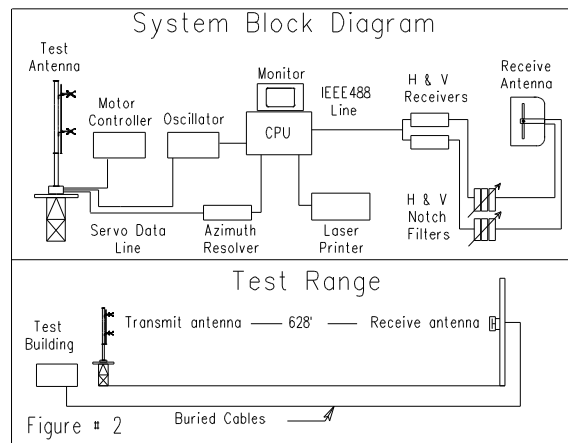 System Block Diagram
Test
Antenna
Motor
Controller
Oscillator
Monitor
CPU
IEEE488
Line
H & V
Receivers
Receive
Antenna
Servo Data
Line
Azimuth
Resolver
Laser
Printer
H & V
Notch
Filters
Test Range
Test
Building
Transmit antenna — 628' — Receive antenna
Buried Cables
Figure # 2